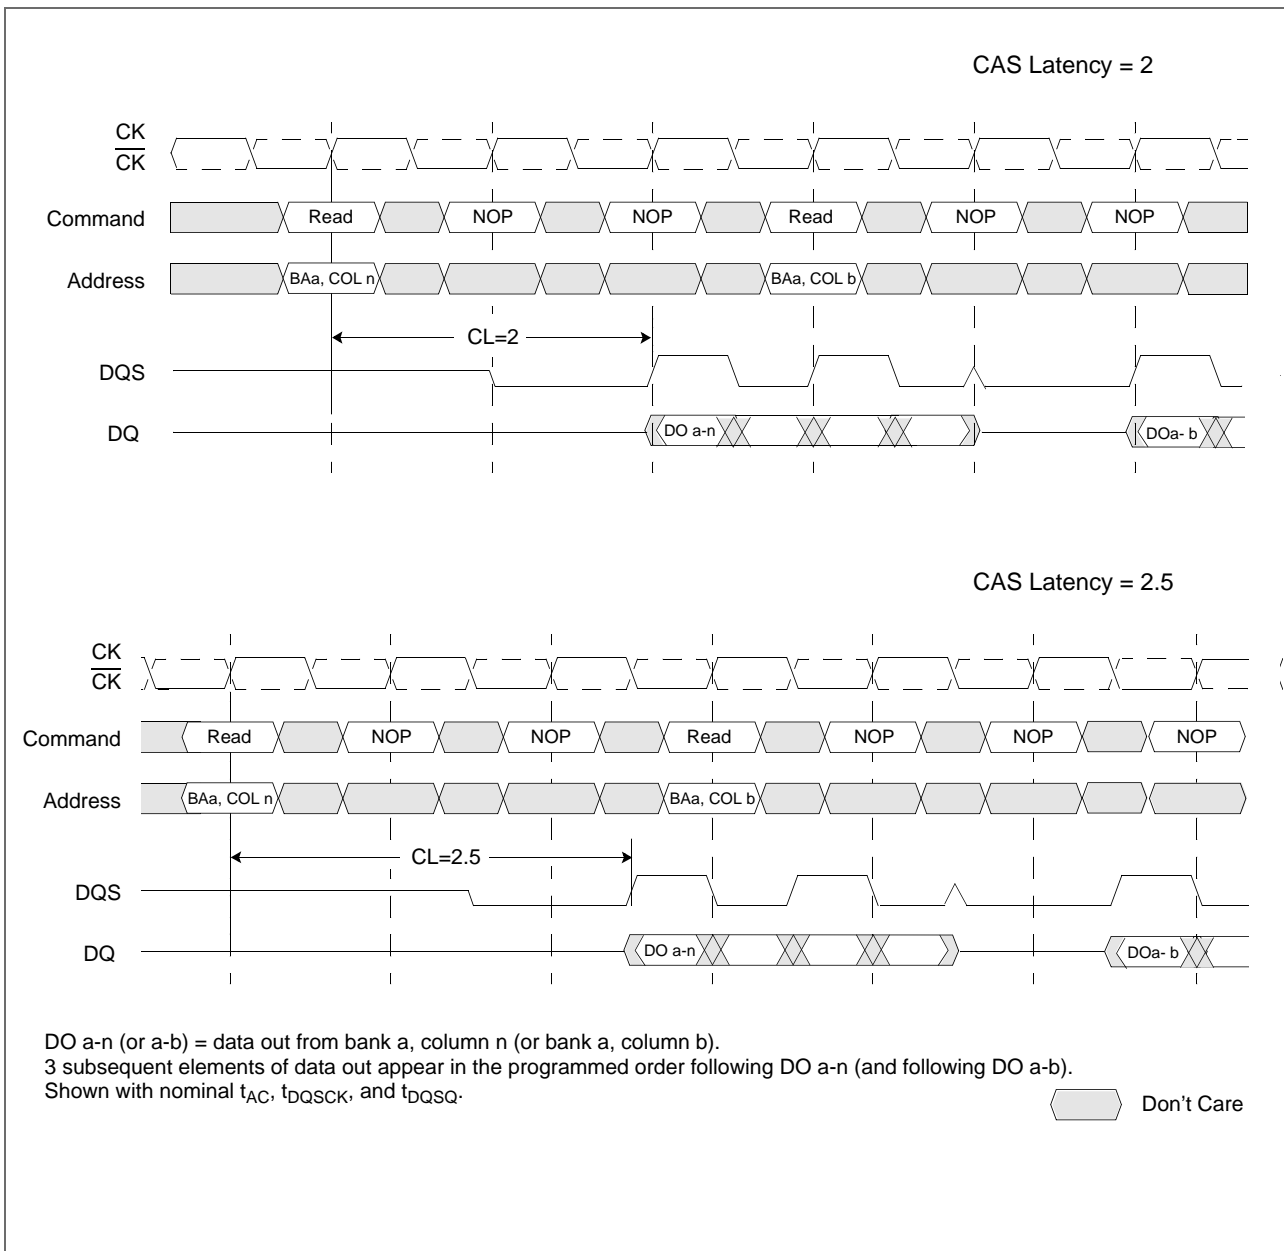 CAS Latency = 2
CK
CK
Command
Read
NOP
NOP
Read
NOP
NOP
Address
BAa, COL n
BAa, COL b
CL=2
DQS
DQ
DO a-n
DOa- b
CAS Latency = 2.5
CK
CK
Command
Read
NOP
NOP
Read
NOP
NOP
NOP
Address
BAa, COL n
BAa, COL b
CL=2.5
DQS
DQ
DO a-n
DOa- b
DO a-n (or a-b) = data out from bank a, column n (or bank a, column b).
3 subsequent elements of data out appear in the programmed order following DO a-n (and following DO a-b).
Shown with nominal tAC, tDQSCK, and tDQSQ.
Don't Care